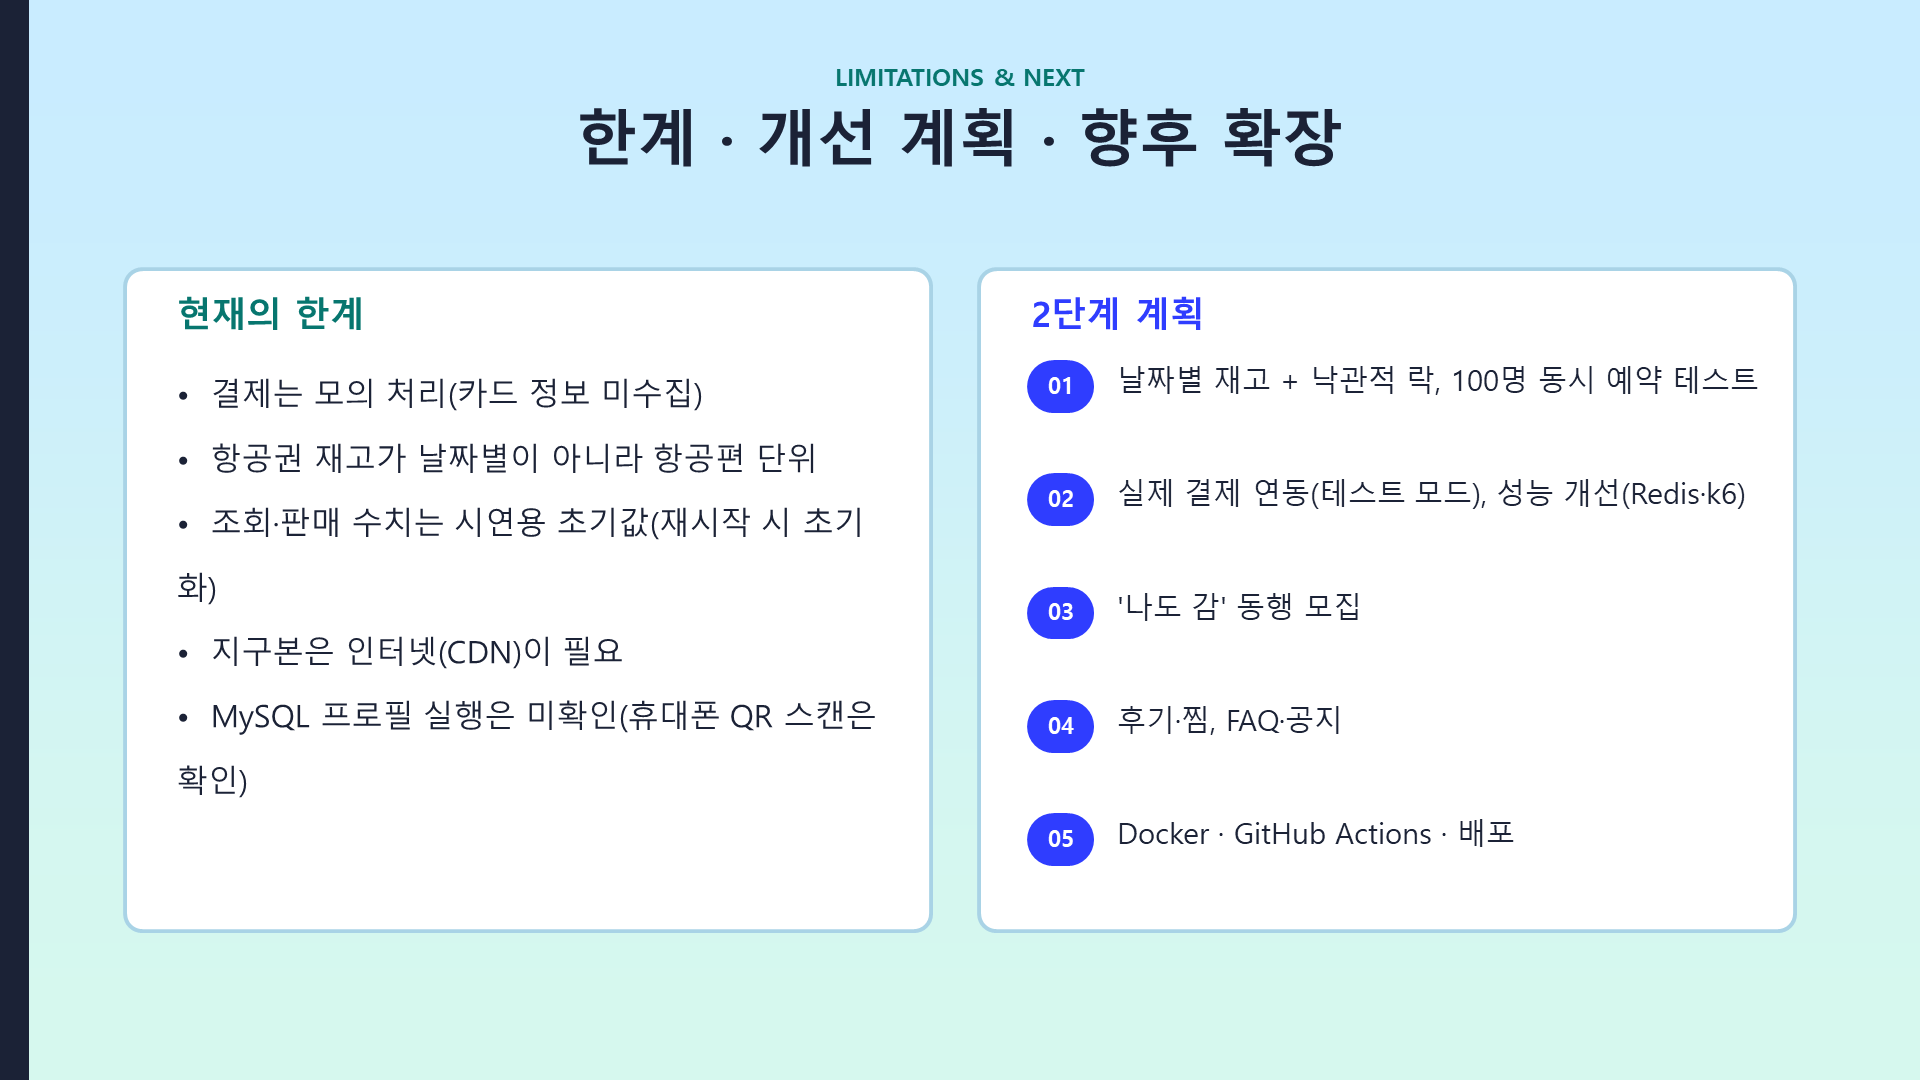 LIMITATIONS & NEXT
한계 · 개선 계획 · 향후 확장
현재의 한계
• 결제는 모의 처리(카드 정보 미수집)
• 항공권 재고가 날짜별이 아니라 항공편 단위
• 조회·판매 수치는 시연용 초기값(재시작 시 초기
화)
• 지구본은 인터넷(CDN)이 필요
• MySQL 프로필 실행은 미확인(휴대폰 QR 스캔은
확인)
2단계 계획
01 날짜별 재고 + 낙관적 락, 100명 동시 예약 테스트
02 실제 결제 연동(테스트 모드), 성능 개선(Redis·k6)
03 '나도 감' 동행 모집
04 후기·찜, FAQ·공지
05 Docker · GitHub Actions · 배포